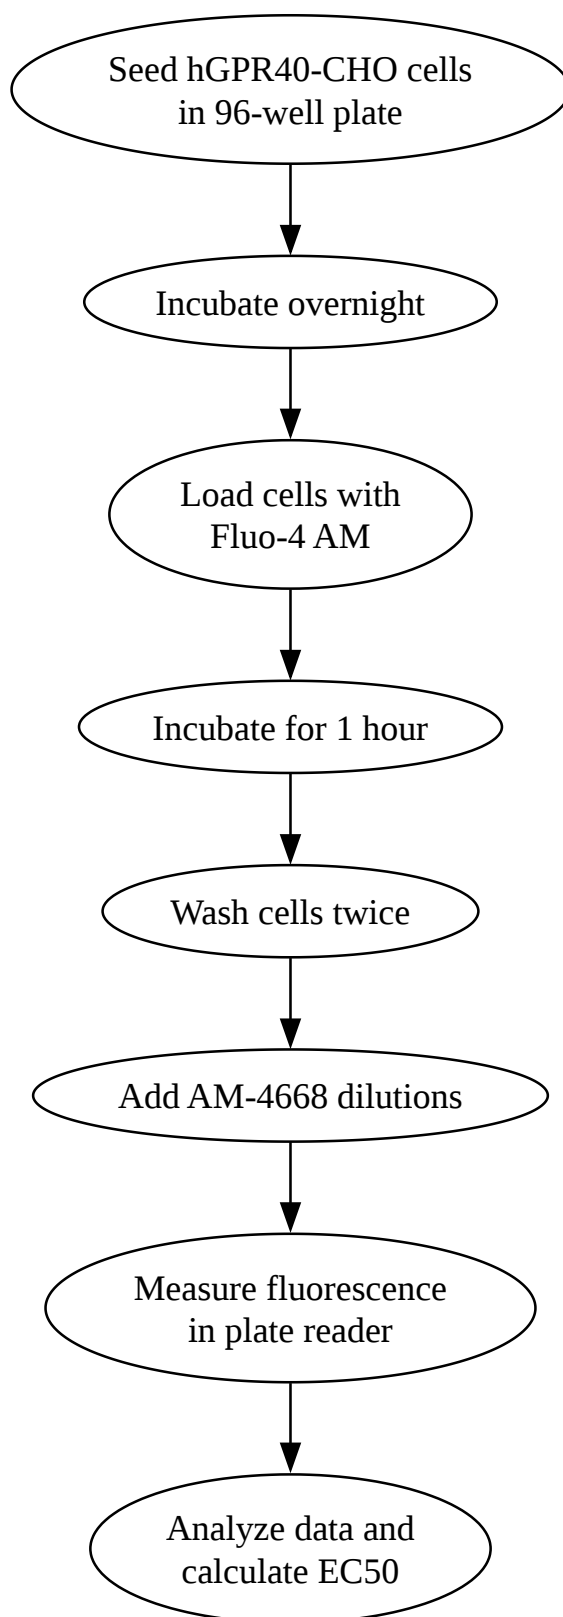 Seed hGPR40-CHO cells
in 96-well plate
Incubate overnight
Load cells with
Fluo-4 AM
Incubate for 1 hour
Wash cells twice
Add AM-4668 dilutions
Measure fluorescence
in plate reader
Analyze data and
calculate EC50